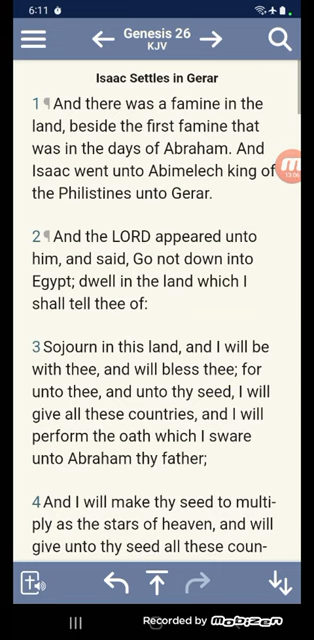 6:11
Genesis 26
KJV
Isaac Settles in Gerar
1 ¶ And there was a famine in the
land, beside the first famine that
was in the days of Abraham. And
Isaac went unto Abimelech king of
the Philistines unto Gerar.
13:06
2 ¶ And the LORD appeared unto
him, and said, Go not down into
Egypt; dwell in the land which I
shall tell thee of:
3 Sojourn in this land, and I will be
with thee, and will bless thee; for
unto thee, and unto thy seed, I will
give all these countries, and I will
perform the oath which I sware
unto Abraham thy father;
4 And I will make thy seed to multi-
ply as the stars of heaven, and will
give unto thy seed all these coun-
Recorded by mobizen